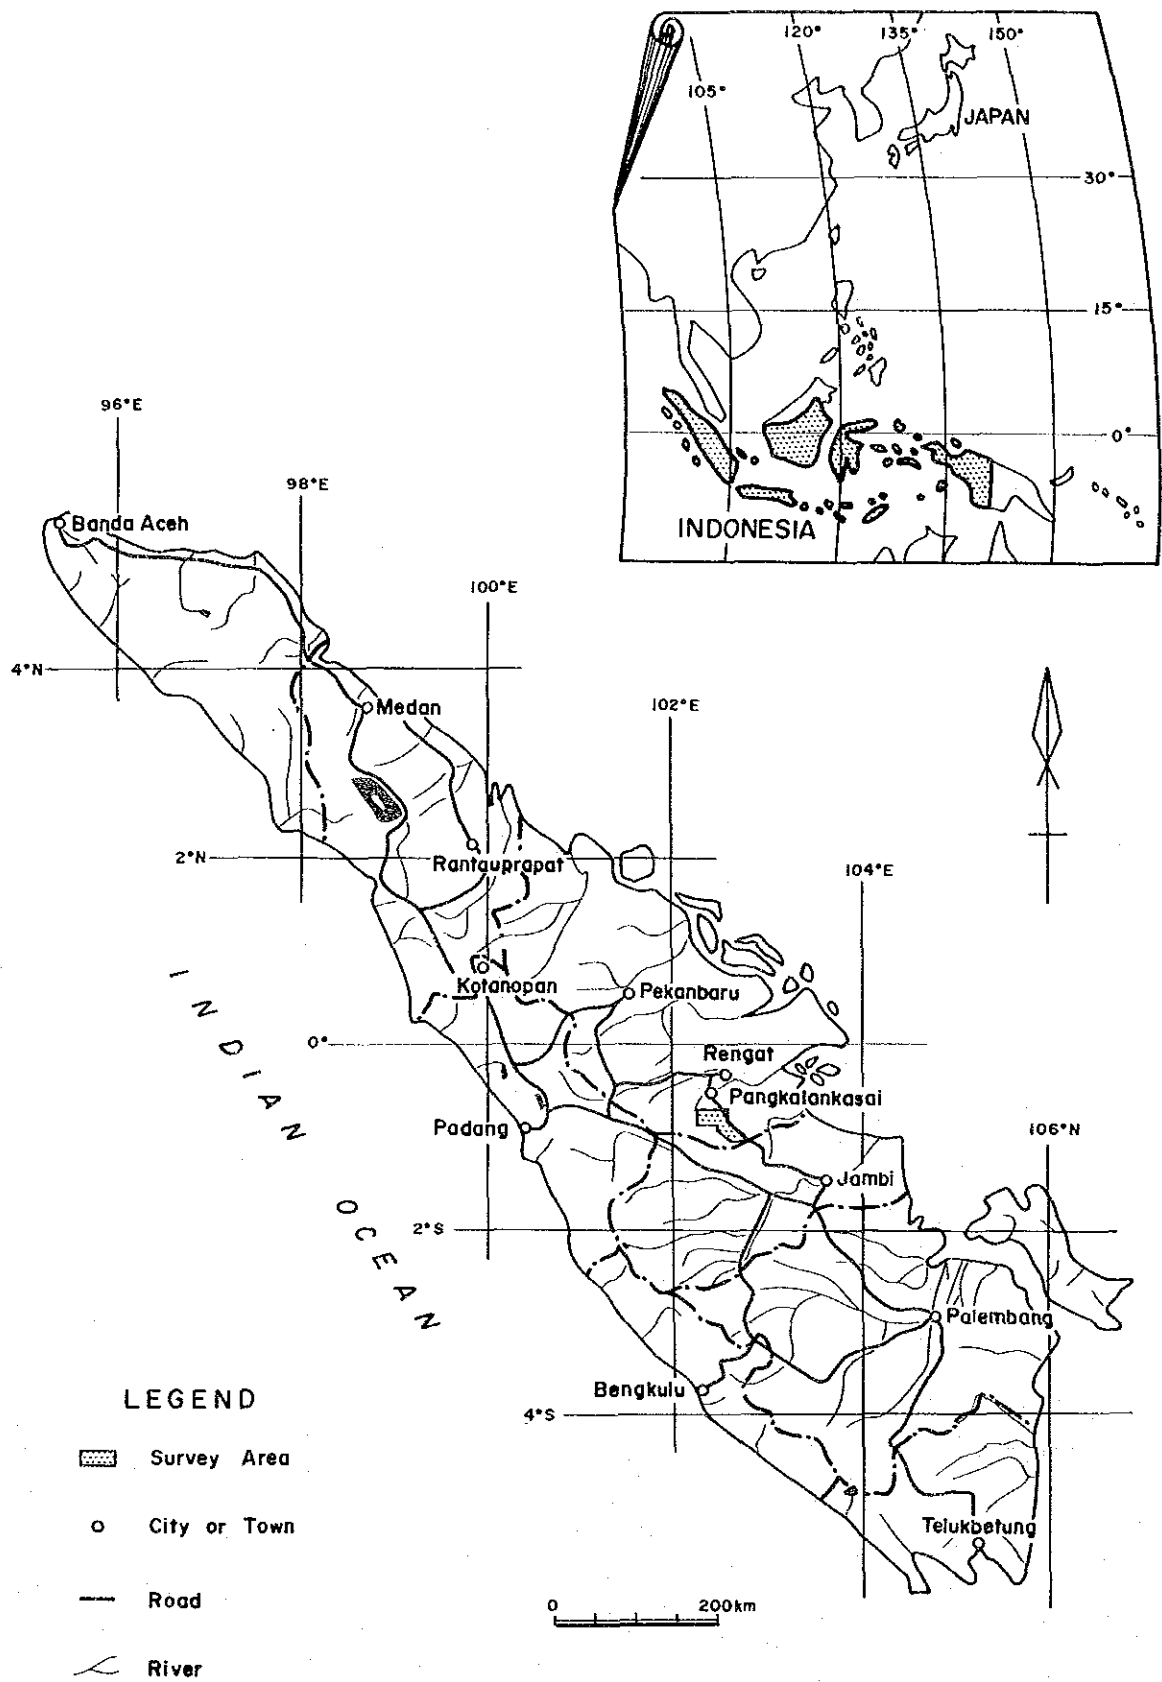 120°
135°
150°
105°
JAPAN
30°
15°
0°
INDONESIA
96°E
98°E
Banda Aceh
100°E
4°N
102°E
Medan
2°N
Rantauprapat
104°E
Kotanopan
Pekanbaru
0°
Rengat
Pangkalankasai
Padang
106°N
Jambi
2°S
INDIAN OCEAN
Palembang
Bengkulu
4°S
LEGEND
Survey Area
City or Town
Telukbetung
Road
0 200km
River